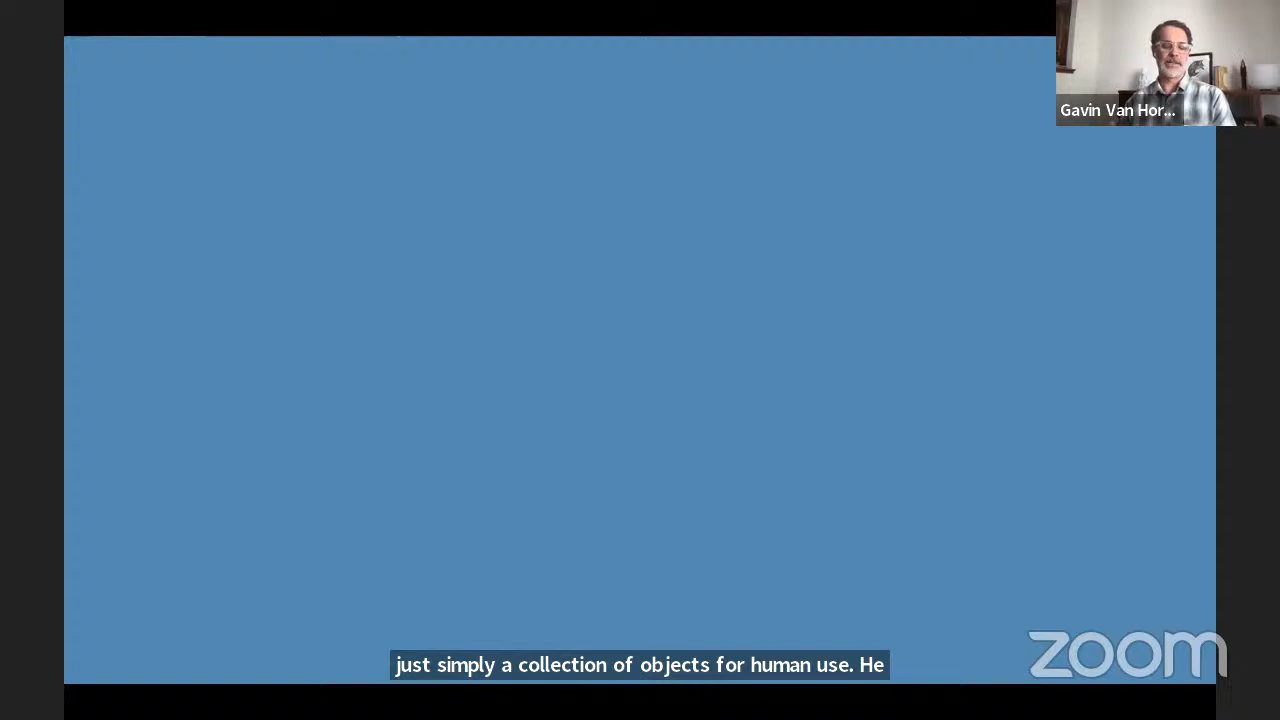 Gavin Van Hor...
just simply a collection of objects for human use. He
zoom